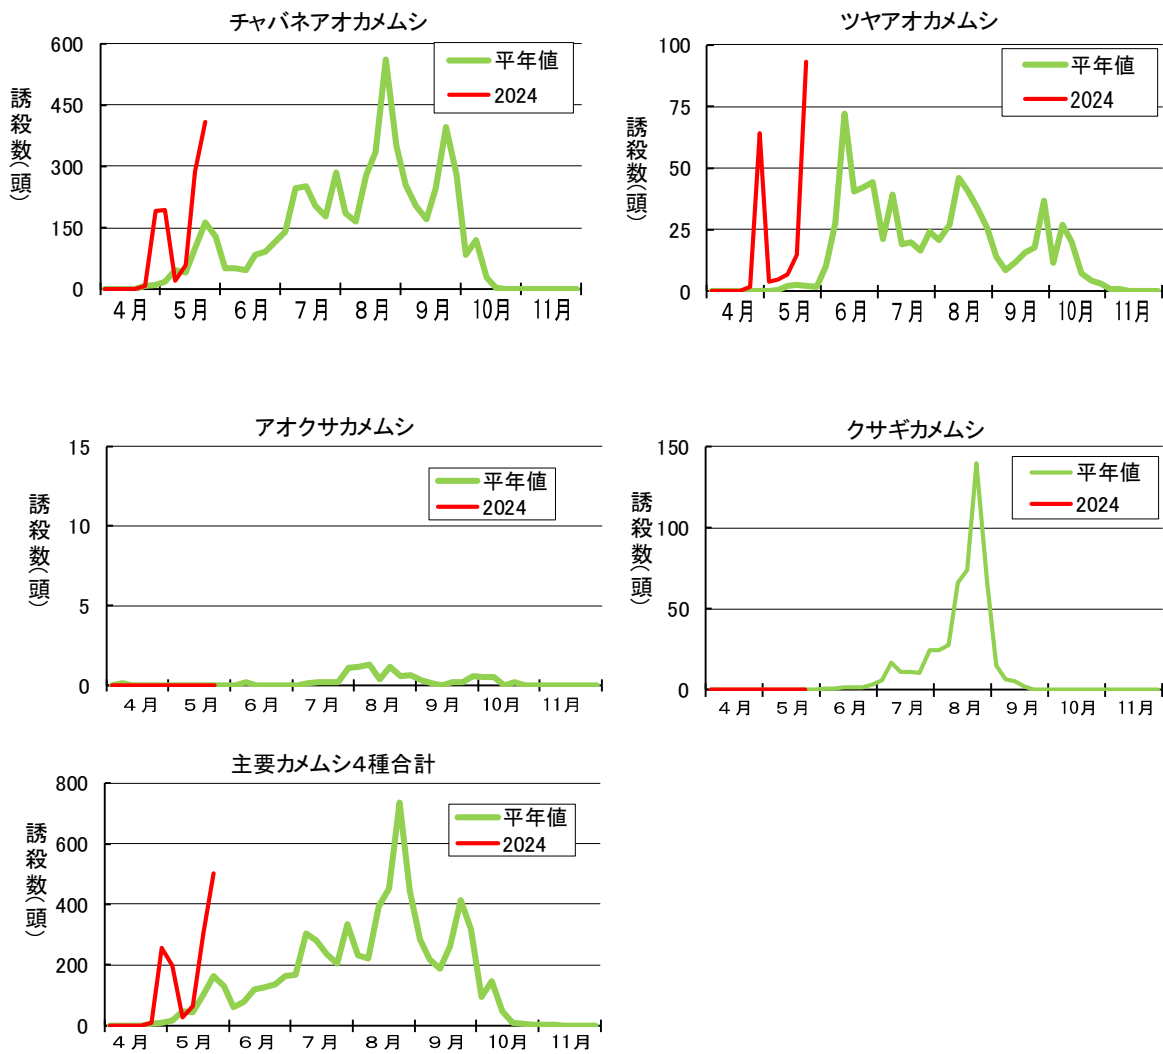 チャバネアオカメムシ
誘殺数(頭)
600
450
300
150
0
平年値
2024
4月 5月 6月 7月 8月 9月 10月 11月
ツヤアオカメムシ
誘殺数(頭)
100
75
50
25
0
平年値
2024
4月 5月 6月 7月 8月 9月 10月 11月
アオクサカメムシ
誘殺数(頭)
15
10
5
0
平年値
2024
4月 5月 6月 7月 8月 9月 10月 11月
クサギカメムシ
誘殺数(頭)
150
100
50
0
平年値
2024
4月 5月 6月 7月 8月 9月 10月 11月
主要カメムシ4種合計
誘殺数(頭)
800
600
400
200
0
平年値
2024
4月 5月 6月 7月 8月 9月 10月 11月